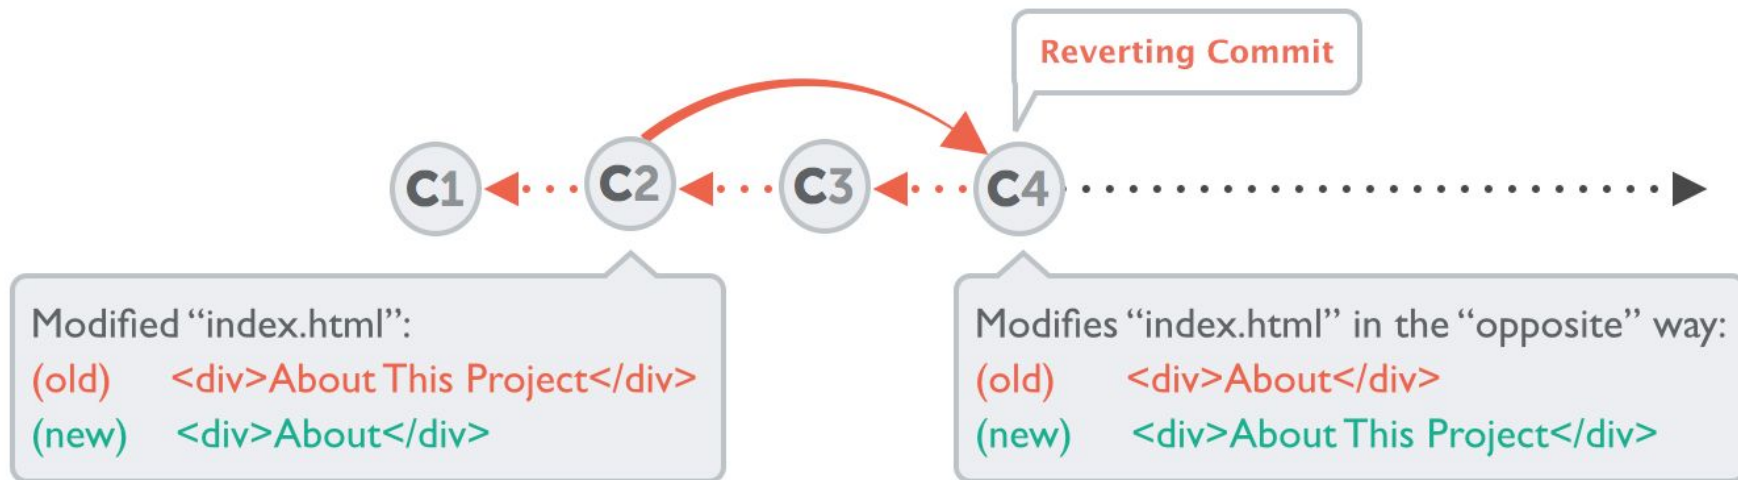 Reverting Commit
C1
C2
C3
C4
Modified “index.html”:
(old) <div>About This Project</div>
(new) <div>About</div>
Modifies “index.html” in the “opposite” way:
(old) <div>About</div>
(new) <div>About This Project</div>